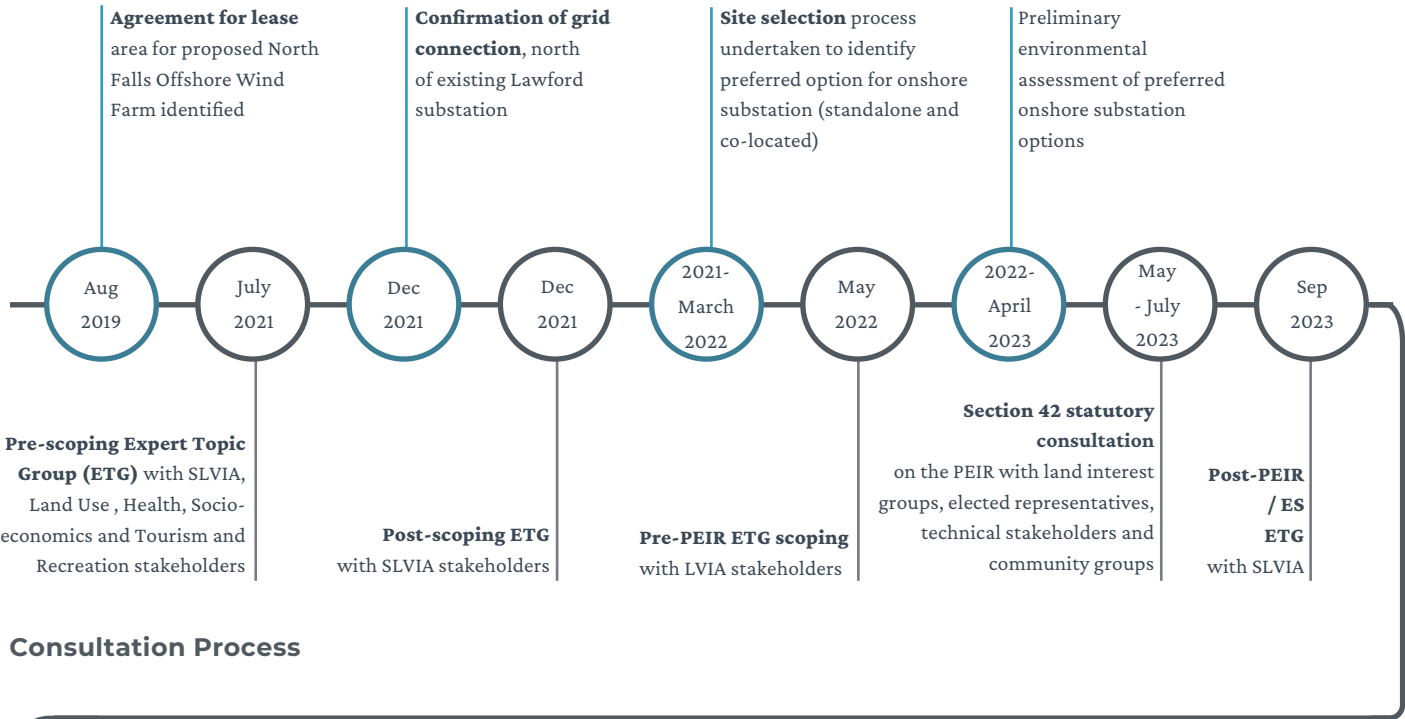 Agreement for lease
area for proposed North
Falls Offshore Wind
Farm identified
Confirmation of grid
connection, north
of existing Lawford
substation
Site selection process
undertaken to identify
preferred option for onshore
substation (standalone and
co-located)
Preliminary
environmental
assessment of preferred
onshore substation
options
Aug
2019
July
2021
Dec
2021
Dec
2021
2021-
March
2022
May
2022
2022-
April
2023
May
- July
2023
Sep
2023
Pre-scoping Expert Topic
Group (ETG) with SLVIA,
Land Use , Health, Socio-
economics and Tourism and
Recreation stakeholders
Post-scoping ETG
with SLVIA stakeholders
Pre-PEIR ETG scoping
with LVIA stakeholders
Section 42 statutory
consultation
on the PEIR with land interest
groups, elected representatives,
technical stakeholders and
community groups
Post-PEIR
/ ES
ETG
with SLVIA
Consultation Process